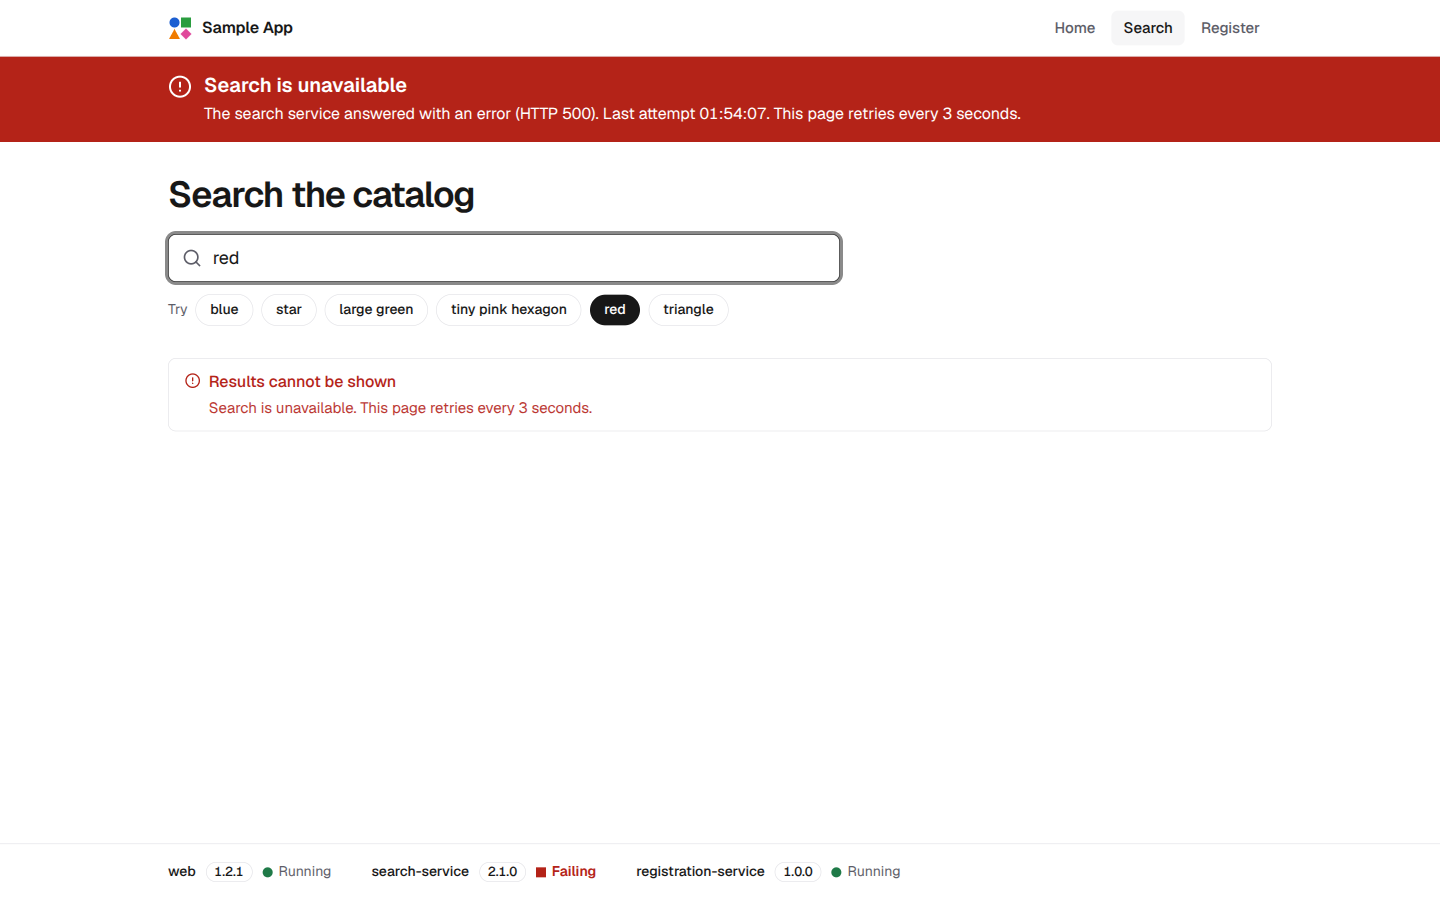 Sample App
Home Search Register
Search is unavailable
The search service answered with an error (HTTP 500). Last attempt 01:54:07. This page retries every 3 seconds.
Search the catalog
red
Try blue star large green tiny pink hexagon red triangle
Results cannot be shown
Search is unavailable. This page retries every 3 seconds.
web 1.2.1 Running search-service 2.1.0 Failing registration-service 1.0.0 Running